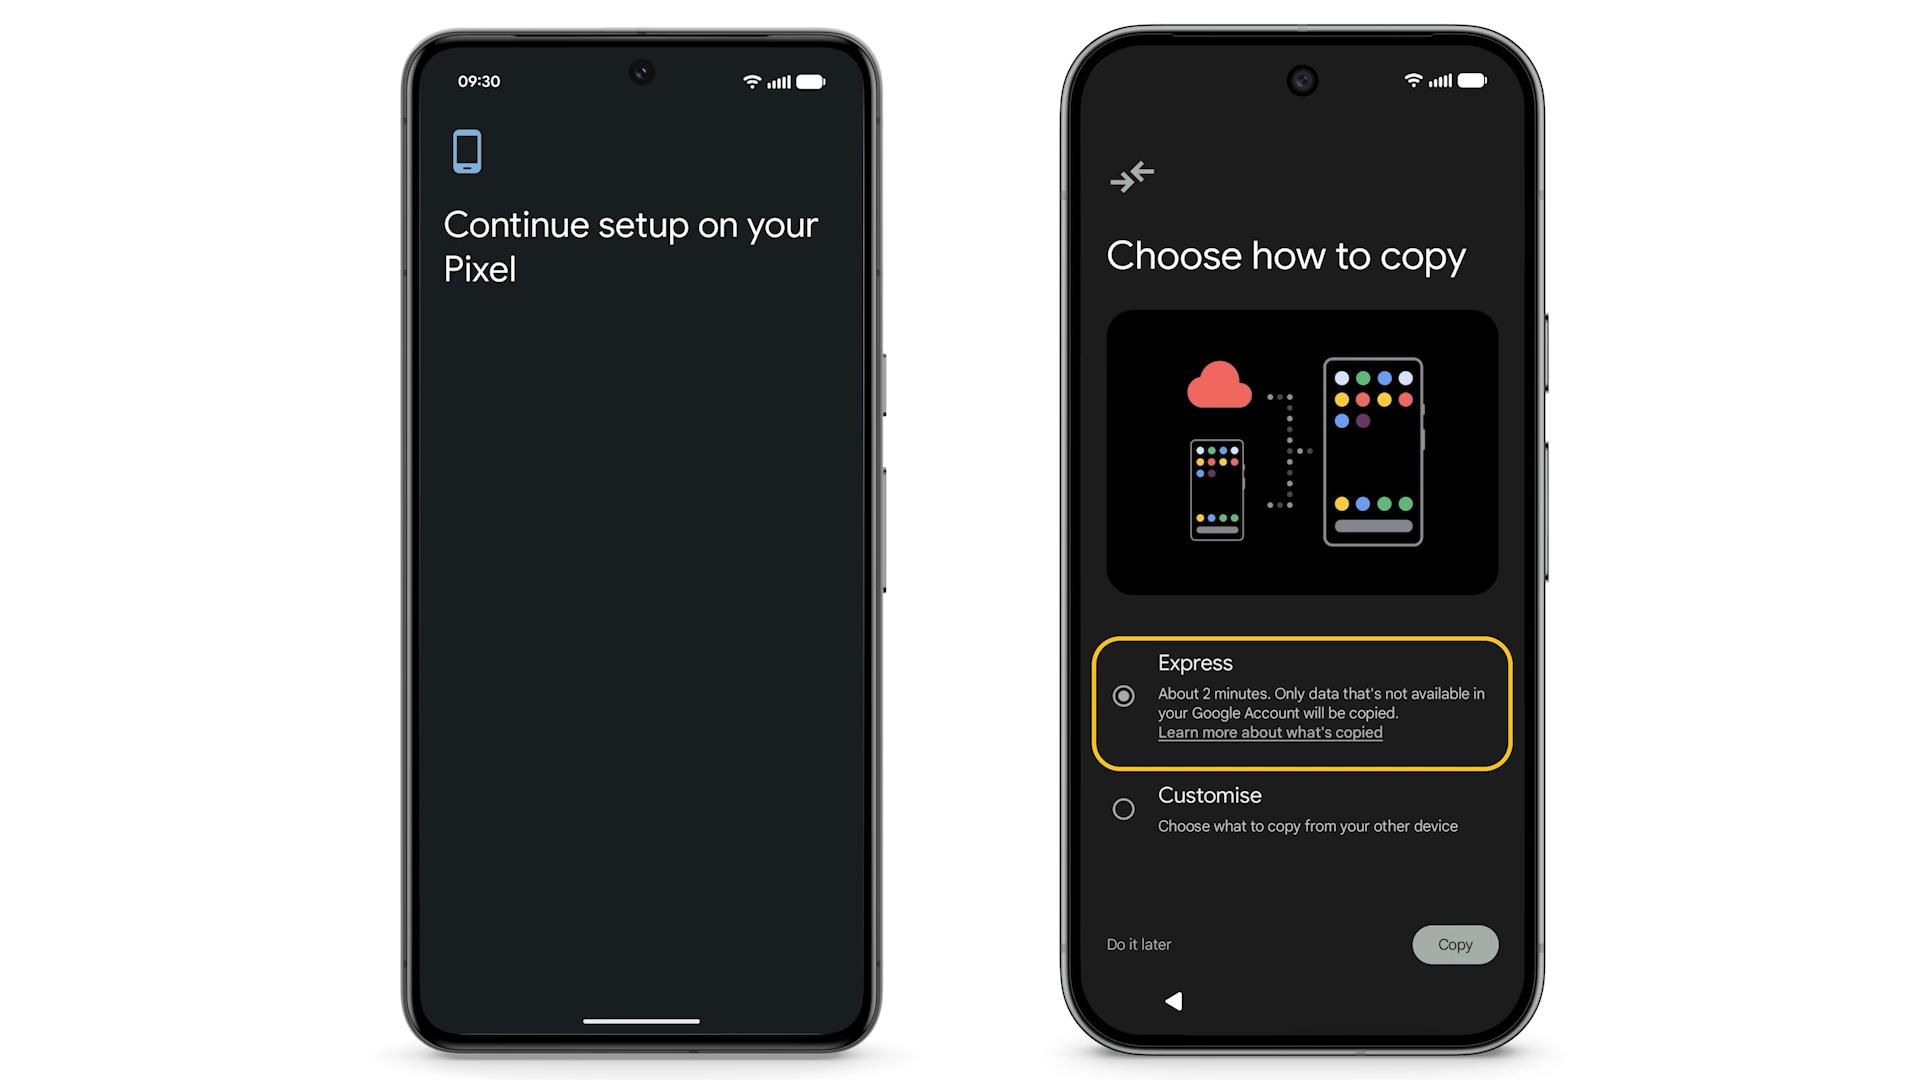 09:30
Continue setup on your
Pixel
Choose how to copy
Express
About 2 minutes. Only data that's not available in
your Google Account will be copied.
Learn more about what's copied
Customise
Choose what to copy from your other device
Do it later
Copy